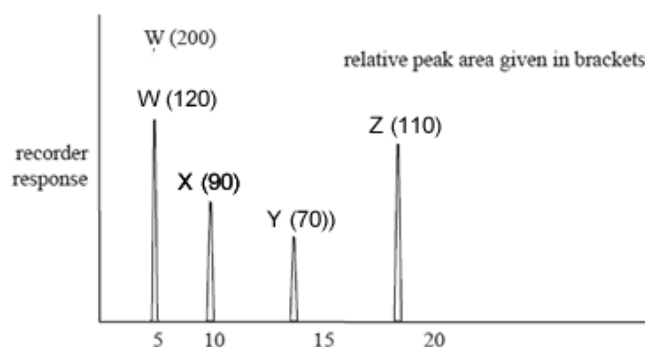 W (200)
relative peak area given in brackets
W (120)
Z (110)
recorder
response
X (90)
Y (70))
5 10 15 20